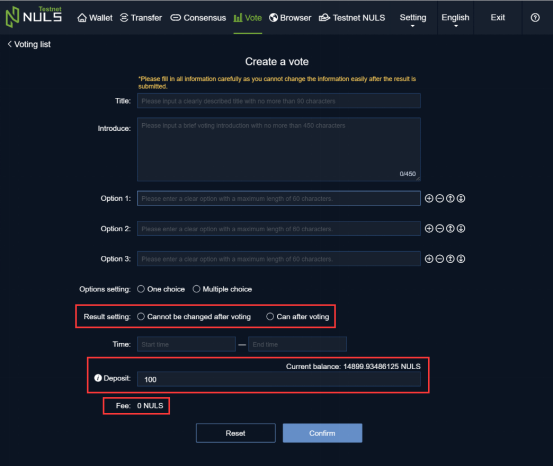 Testnet
NULS Wallet Transfer Consensus Vote Browser Testnet NULS Setting English Exit
< Voting list
Create a vote
*Please fill in all information carefully as you cannot change the information easily after the result is
submitted.
Title: Please input a clearly described title with no more than 80 characters
Introduce: Please input a brief voting introduction with no more than 450 characters
0/450
Option 1: Please enter a clear option with a maximum length of 60 characters.
Option 2: Please enter a clear option with a maximum length of 60 characters.
Option 3: Please enter a clear option with a maximum length of 60 characters.
Options setting: One choice Multiple choice
Result setting: Cannot be changed after voting Can after voting
Time: Start time — End time
Current balance: 14899.93486125 NULS
Deposit: 100
Fee: 0 NULS
Reset Confirm